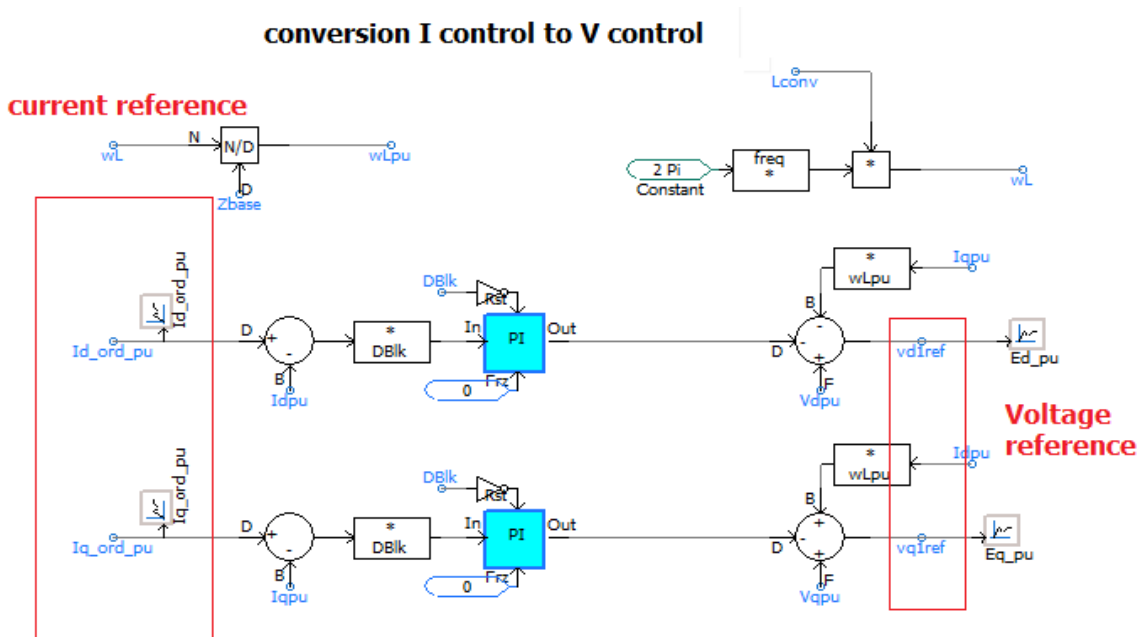 conversion I control to V control
Lconv
current reference
wL
N
N/D
wLpu
D
Zbase
2 Pi
Constant
freq
*
*
wL
Id_ord_pu
Id_ord_pu
D
+
-
B
Idpu
*
DBlk
DBlk
Rst
In
PI
Out
Frz
0
*
wLpu
Iqpu
B
-
D
-
+
F
Vdpu
vd1ref
Ed_pu
Voltage
reference
Iq_ord_pu
Iq_ord_pu
D
+
-
B
Iqpu
*
DBlk
DBlk
Rst
In
PI
Out
Frz
0
*
wLpu
Idpu
B
+
D
-
+
F
Vqpu
vq1ref
Eq_pu